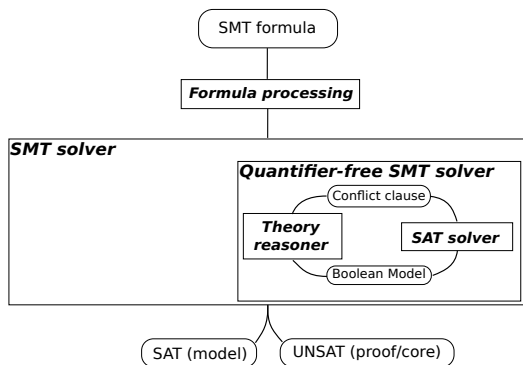 SMT formula
Formula processing
SMT solver
Quantifier-free SMT solver
Conflict clause
Theory
reasoner
SAT solver
Boolean Model
SAT (model)
UNSAT (proof/core)